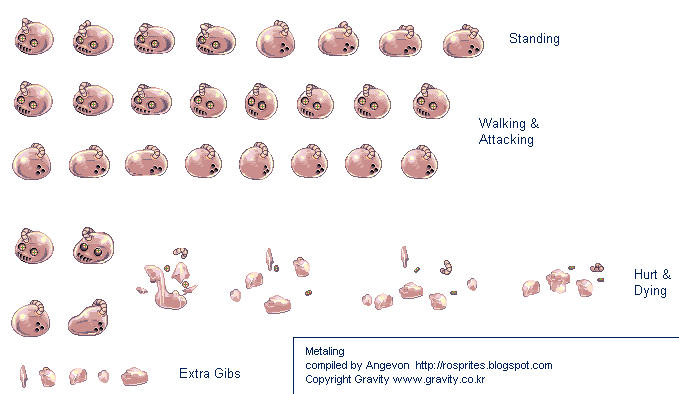 Standing
Walking &
Attacking
Hurt &
Dying
Extra Gibs
Metaling
compiled by Angevon http://rosprites.blogspot.com
Copyright Gravity www.gravity.co.kr